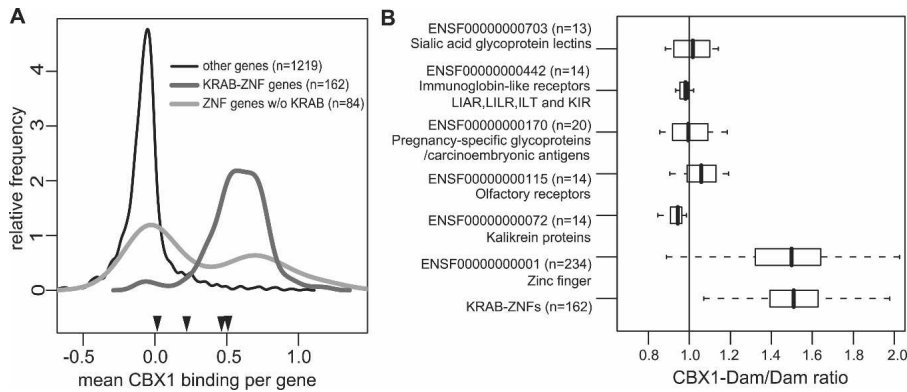 A
relative frequency
4
3
2
1
0
other genes (n=1219)
KRAB-ZNF genes (n=162)
ZNF genes w/o KRAB (n=84)
-0.5
0.0
0.5
1.0
mean CBX1 binding per gene
B
ENSF00000000703 (n=13)
Sialic acid glycoprotein lectins
ENSF00000000442 (n=14)
Immunoglobin-like receptors
LIAR,LILR,ILT and KIR
ENSF00000000170 (n=20)
Pregnancy-specific glycoproteins
/carcinoembryonic antigens
ENSF00000000115 (n=14)
Olfactory receptors
ENSF00000000072 (n=14)
Kalikrein proteins
ENSF00000000001 (n=234)
Zinc finger
KRAB-ZNFs (n=162)
0.8
1.0
1.2
1.4
1.6
1.8
2.0
CBX1-Dam/Dam ratio